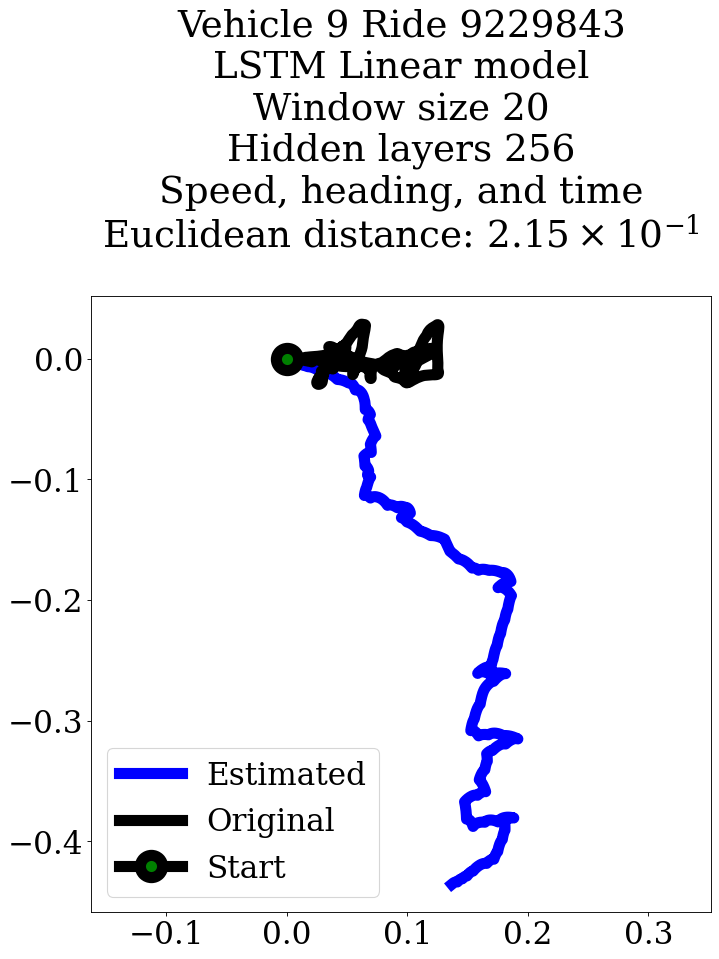 Vehicle 9 Ride 9229843
LSTM Linear model
Window size 20
Hidden layers 256
Speed, heading, and time
Euclidean distance: 2.15 × 10⁻¹
0.0
−0.1
−0.2
−0.3
−0.4
Estimated
Original
Start
−0.1 0.0 0.1 0.2 0.3